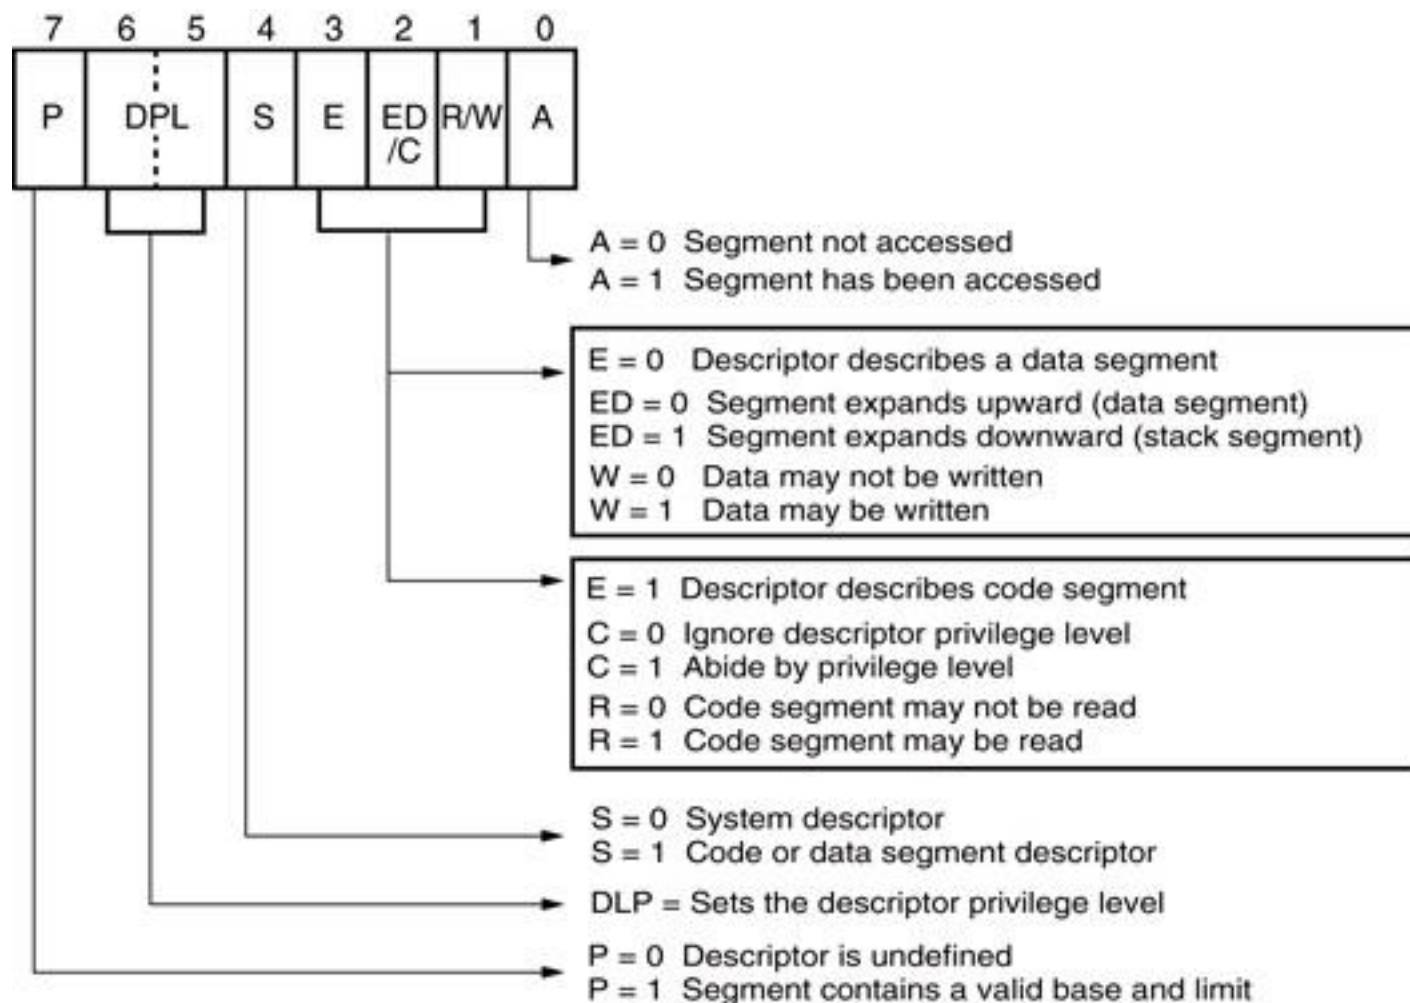 7 6 5 4 3 2 1 0
P DPL S E ED/C R/W A
A = 0 Segment not accessed
A = 1 Segment has been accessed
E = 0 Descriptor describes a data segment
ED = 0 Segment expands upward (data segment)
ED = 1 Segment expands downward (stack segment)
W = 0 Data may not be written
W = 1 Data may be written
E = 1 Descriptor describes code segment
C = 0 Ignore descriptor privilege level
C = 1 Abide by privilege level
R = 0 Code segment may not be read
R = 1 Code segment may be read
S = 0 System descriptor
S = 1 Code or data segment descriptor
DLP = Sets the descriptor privilege level
P = 0 Descriptor is undefined
P = 1 Segment contains a valid base and limit